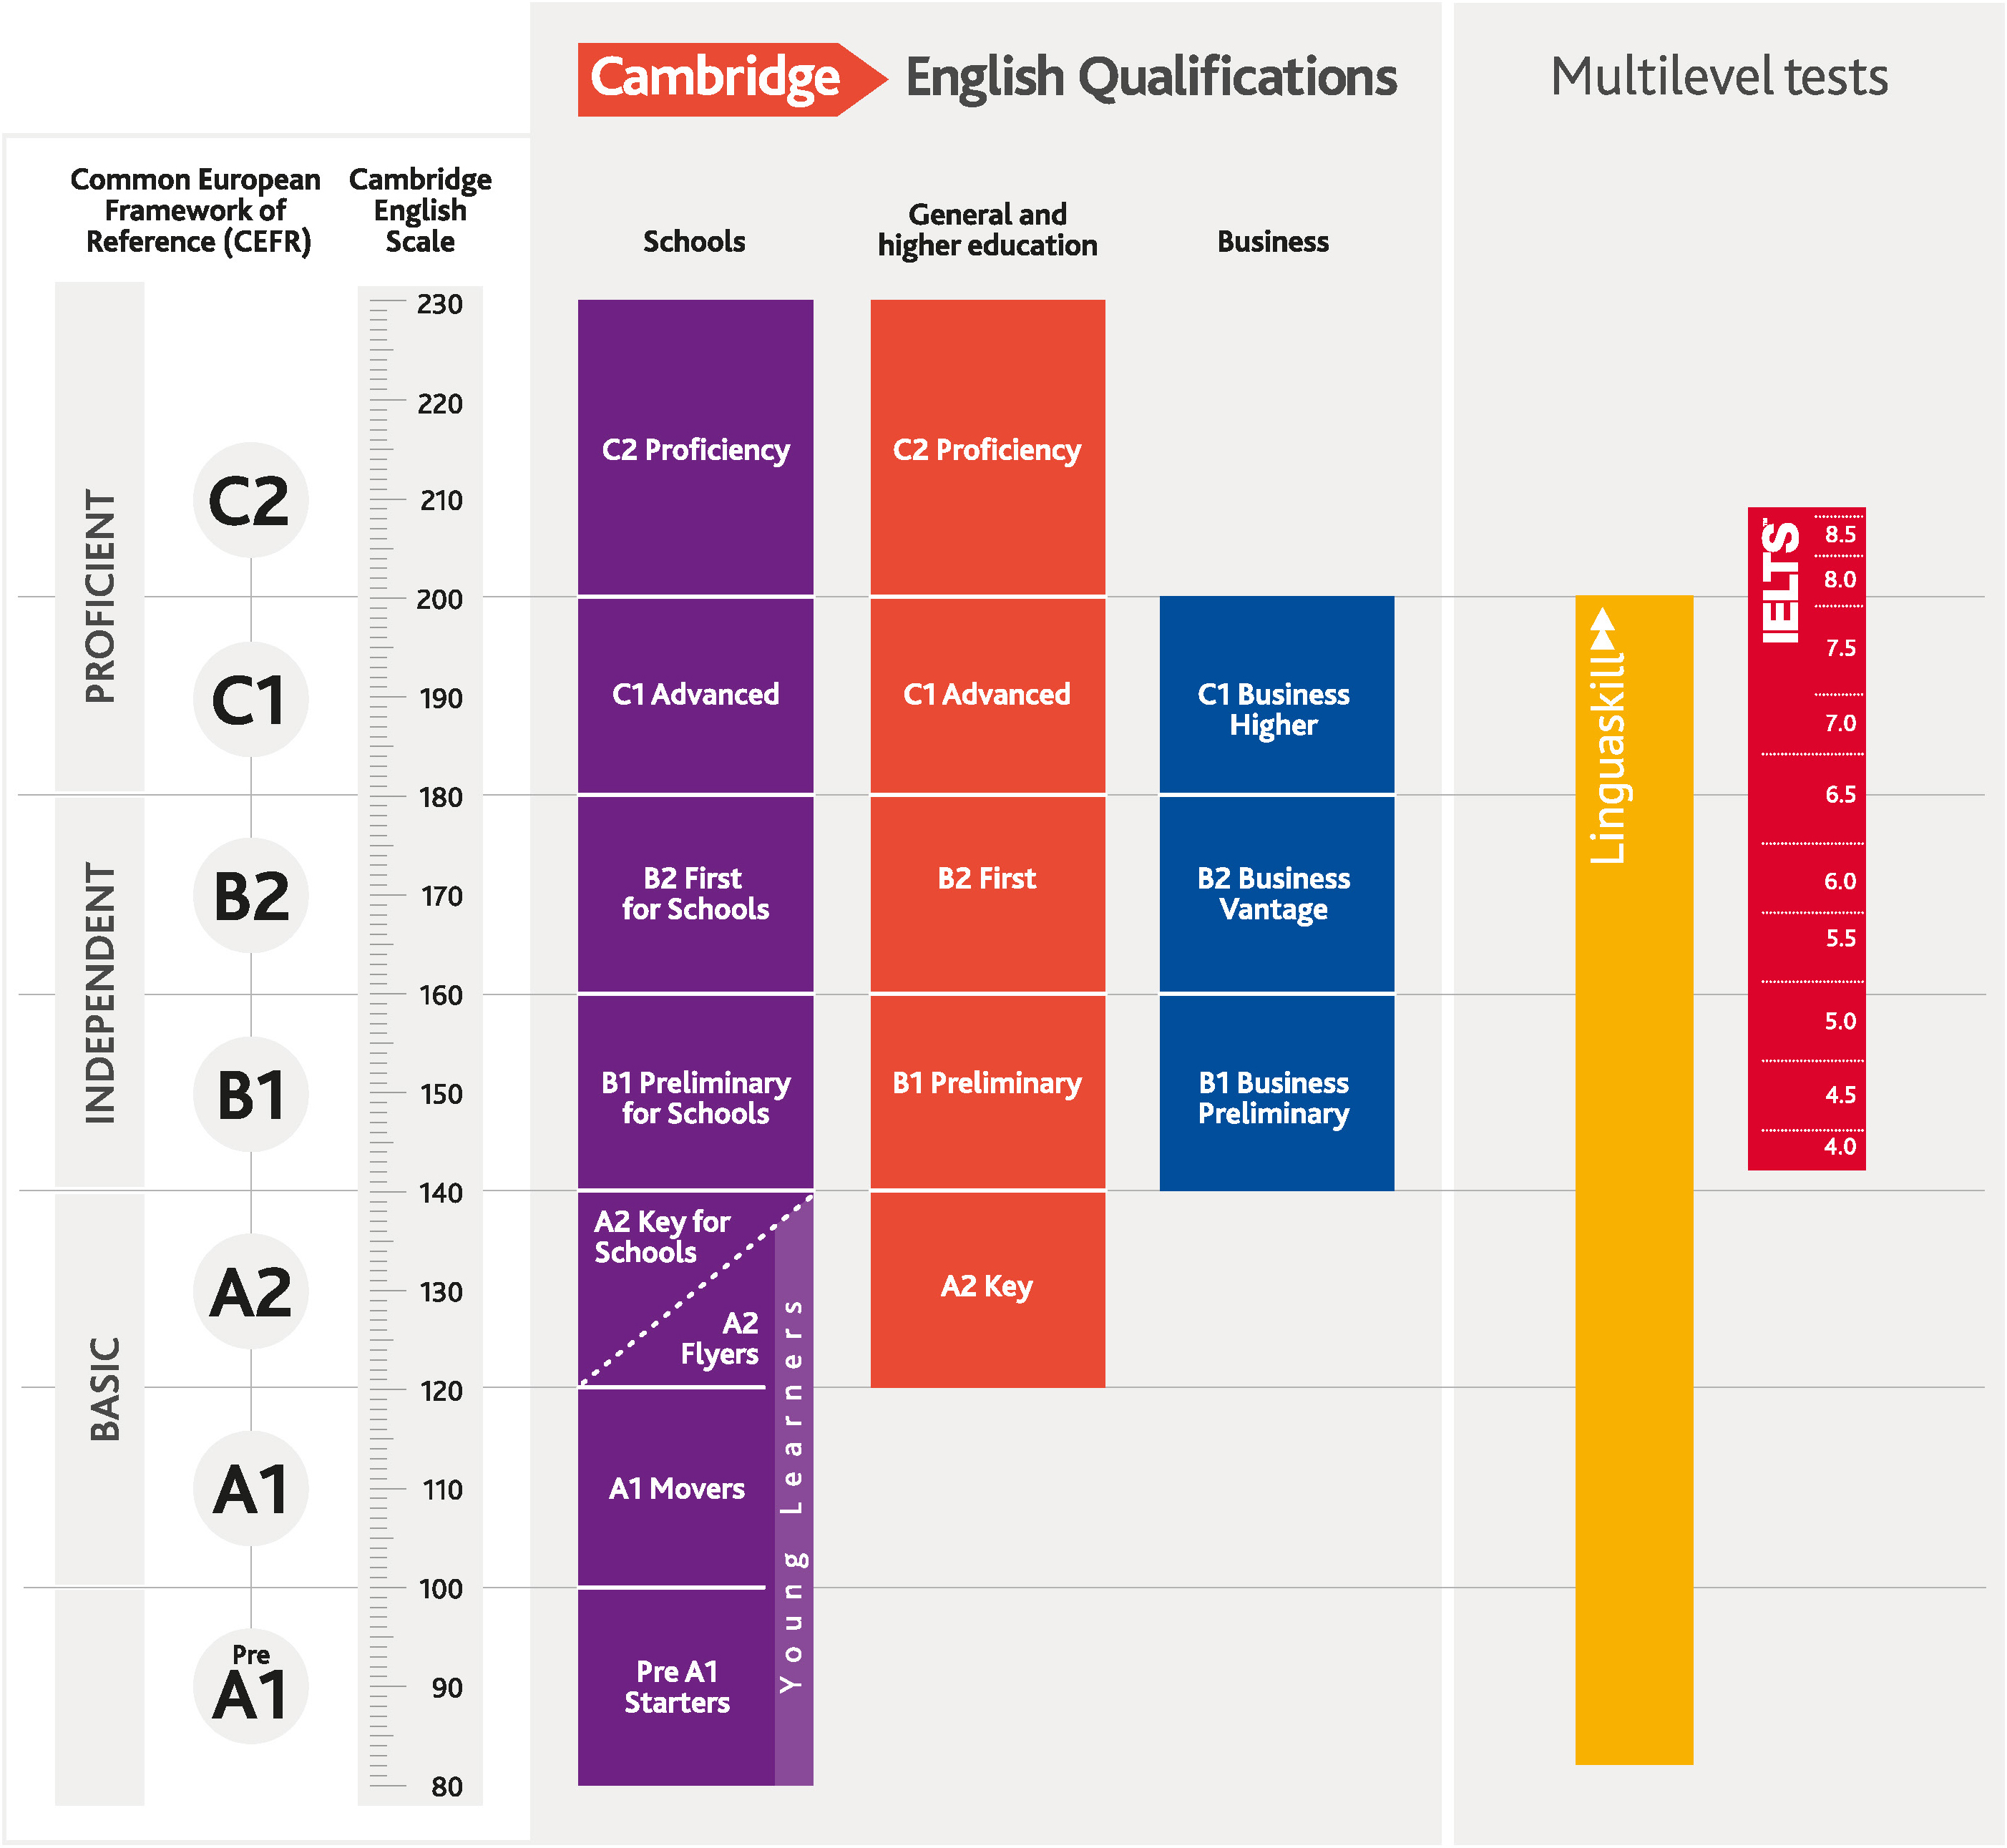 Cambridge English Qualifications
Multilevel tests
Common European
Framework of
Reference (CEFR)
Cambridge
English
Scale
Schools
General and
higher education
Business
PROFICIENT
INDEPENDENT
BASIC
C2
C1
B2
B1
A2
A1
Pre
A1
230
220
210
200
190
180
170
160
150
140
130
120
110
100
90
80
C2 Proficiency
C1 Advanced
B2 First
for Schools
B1 Preliminary
for Schools
A2 Key for
Schools
A2
Flyers
A1 Movers
Pre A1
Starters
Young Learners
C2 Proficiency
C1 Advanced
B2 First
B1 Preliminary
A2 Key
C1 Business
Higher
B2 Business
Vantage
B1 Business
Preliminary
Linguaskill
IELTS™
8.5
8.0
7.5
7.0
6.5
6.0
5.5
5.0
4.5
4.0